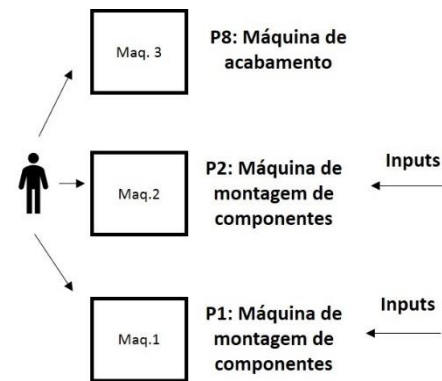 Maq. 3
P8: Máquina de
acabamento
Maq.2
P2: Máquina de
montagem de
componentes
Inputs
Maq.1
P1: Máquina de
montagem de
componentes
Inputs